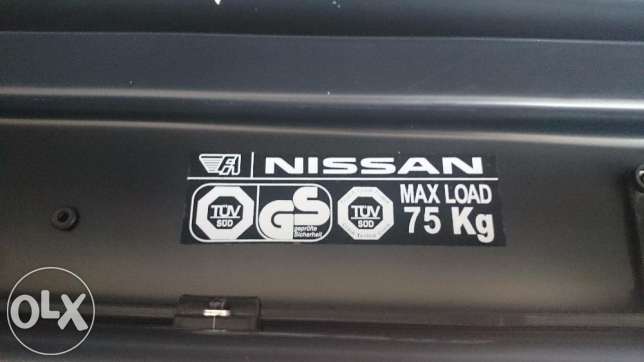 NISSAN
TÜV SÜD
GS
geprüfte Sicherheit
TÜV SÜD
MAX LOAD
75 Kg
OLX